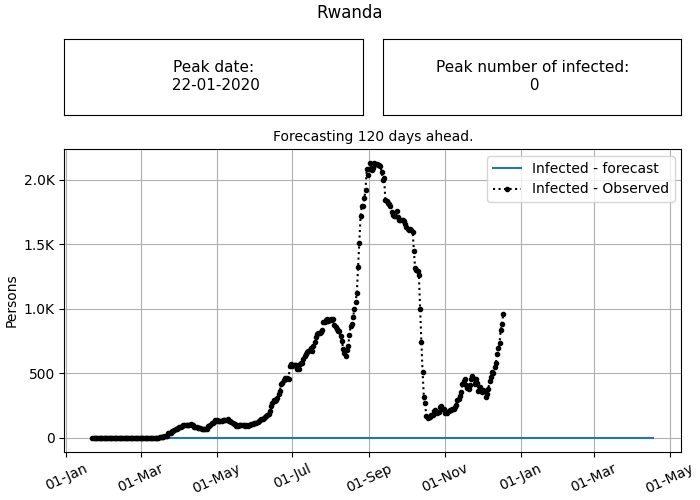 Rwanda
Peak date:
22-01-2020
Peak number of infected:
0
Forecasting 120 days ahead.
Infected - forecast
Infected - Observed
2.0K
1.5K
1.0K
500
0
Persons
01-Jan
01-Mar
01-May
01-Jul
01-Sep
01-Nov
01-Jan
01-Mar
01-May